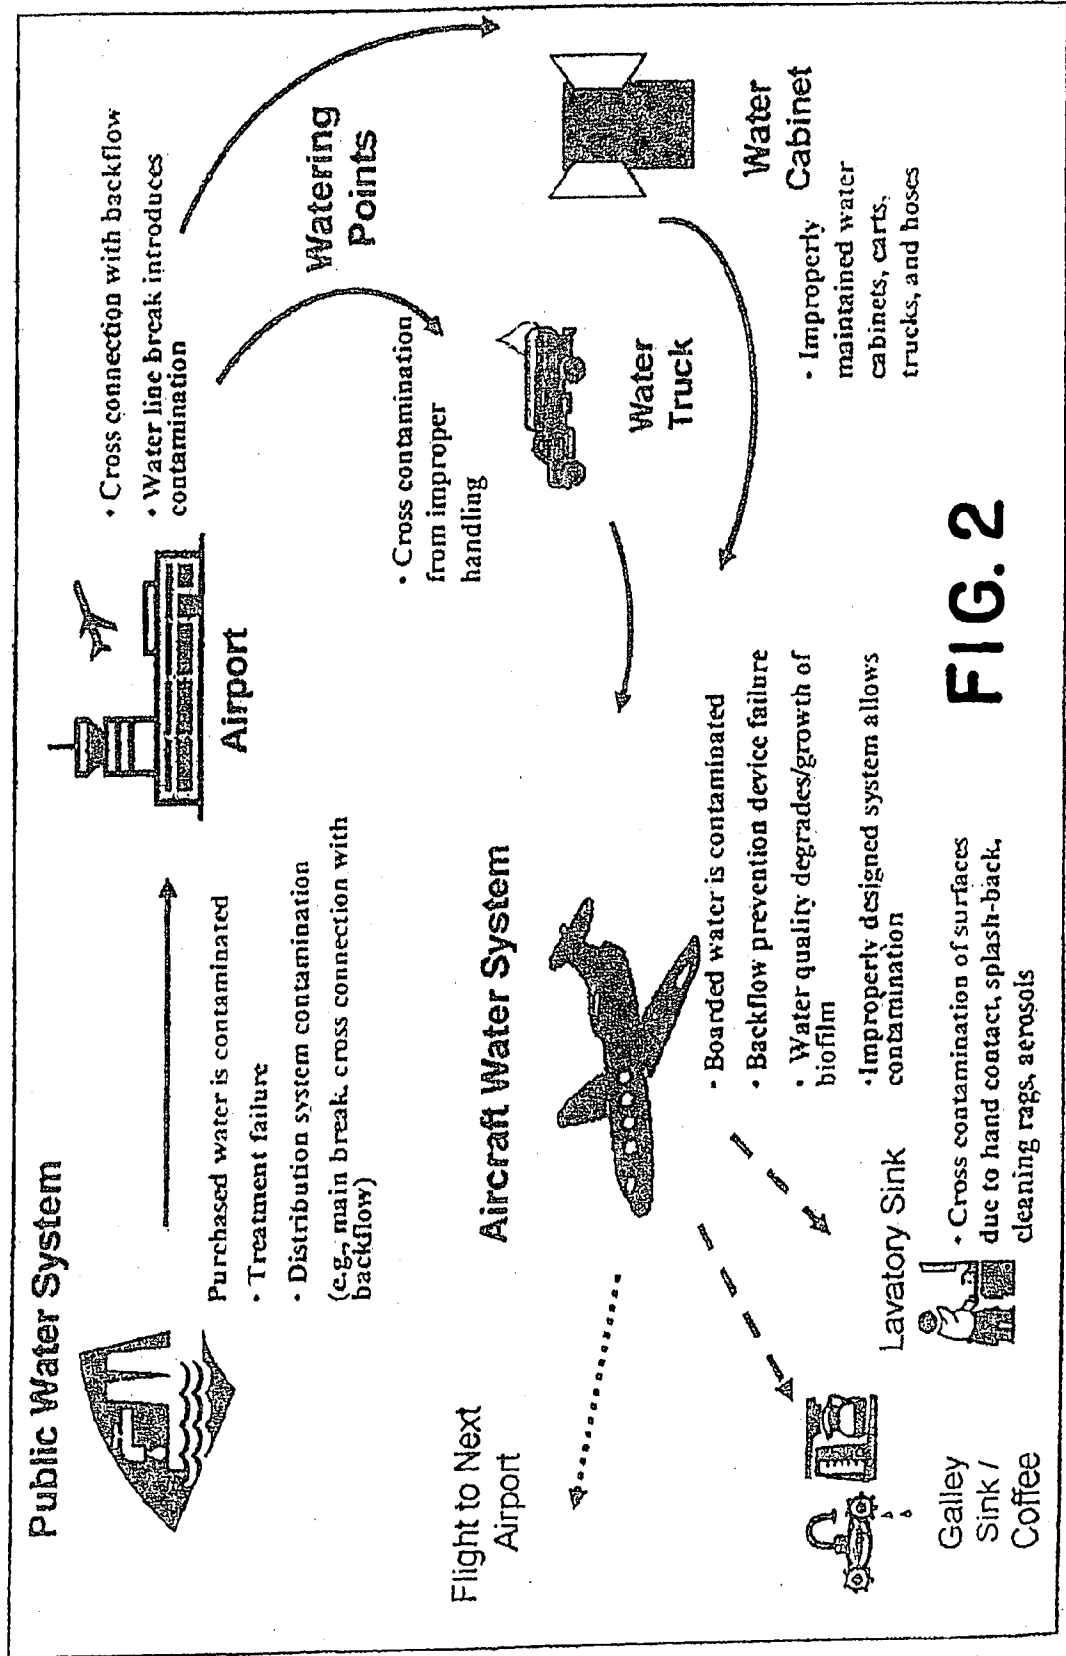 Public Water System
Purchased water is contaminated
• Treatment failure
• Distribution system contamination
(e.g., main break, cross connection with
backflow)
Airport
• Cross connection with backflow
• Water line break introduces
contamination
Watering
Points
• Cross contamination
from improper
handling
Water
Truck
Water
Cabinet
• Improperly
maintained water
cabinets, carts,
trucks, and hoses
Aircraft Water System
• Boarded water is contaminated
• Backflow prevention device failure
• Water quality degrades/growth of
biofilm
•Improperly designed system allows
contamination
Flight to Next
Airport
Lavatory Sink
• Cross contamination of surfaces
due to hand contact, splash-back,
cleaning rags, aerosols
Galley
Sink /
Coffee
FIG. 2